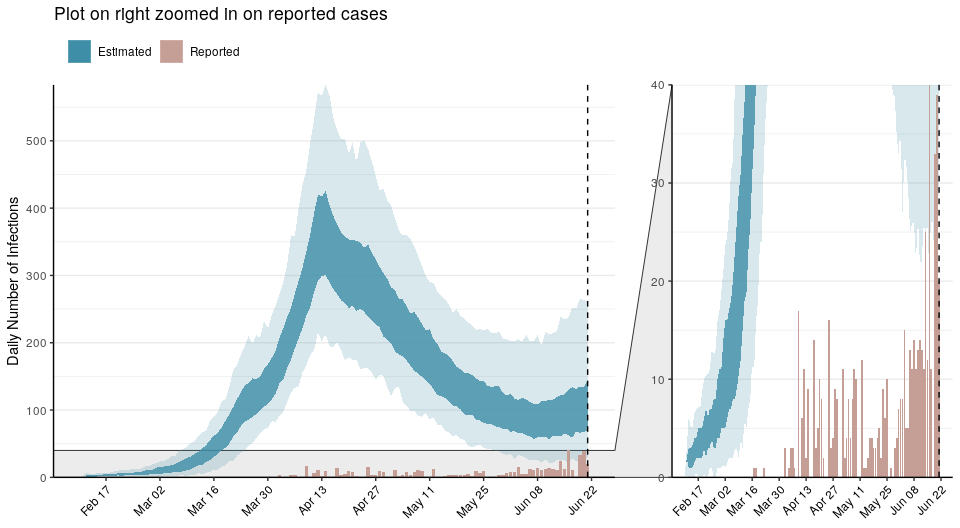 Plot on right zoomed in on reported cases
Estimated Reported
Daily Number of Infections
500
400
300
200
100
0
Feb 17 Mar 02 Mar 16 Mar 30 Apr 13 Apr 27 May 11 May 25 Jun 08 Jun 22
40
30
20
10
0
Feb 17 Mar 02 Mar 16 Mar 30 Apr 13 Apr 27 May 11 May 25 Jun 08 Jun 22